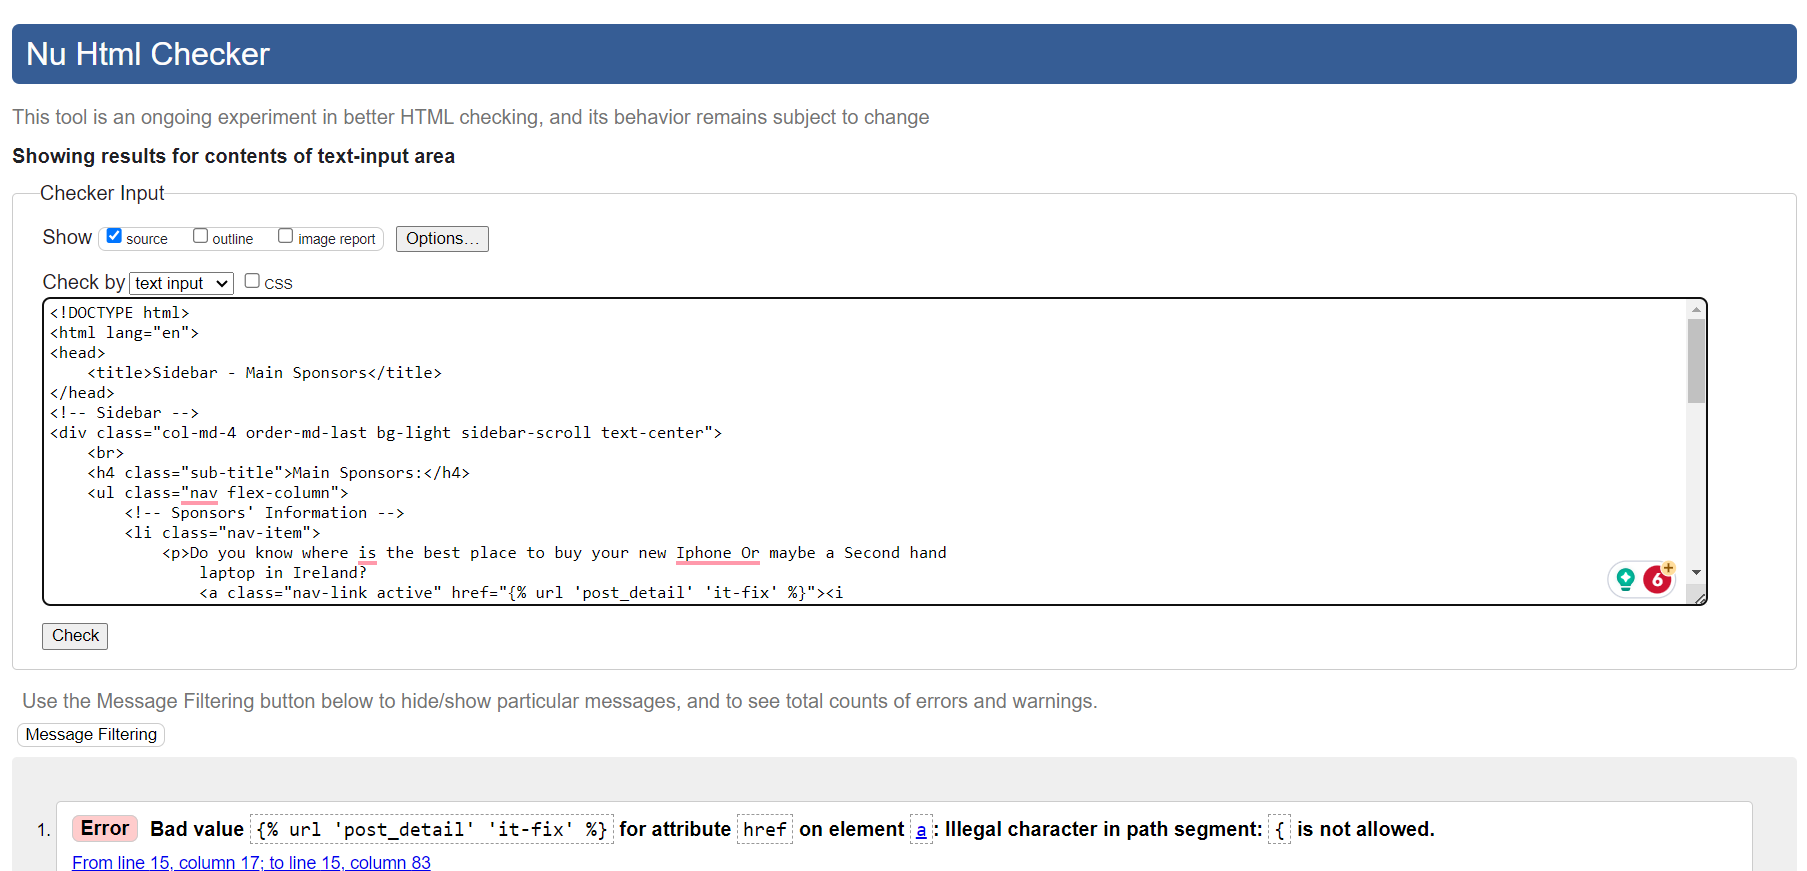 Nu Html Checker
This tool is an ongoing experiment in better HTML checking, and its behavior remains subject to change
Showing results for contents of text-input area
Checker Input
Show source outline image report Options...
Check by text input CSS
<!DOCTYPE html>
<html lang="en">
<head>
    <title>Sidebar - Main Sponsors</title>
</head>
<!-- Sidebar -->
<div class="col-md-4 order-md-last bg-light sidebar-scroll text-center">
    <br>
    <h4 class="sub-title">Main Sponsors:</h4>
    <ul class="nav flex-column">
        <!-- Sponsors' Information -->
        <li class="nav-item">
            <p>Do you know where is the best place to buy your new Iphone Or maybe a Second hand
                laptop in Ireland?
                <a class="nav-link active" href="{% url 'post_detail' 'it-fix' %}"><i
6
Check
Use the Message Filtering button below to hide/show particular messages, and to see total counts of errors and warnings.
Message Filtering
1. Error Bad value {% url 'post_detail' 'it-fix' %} for attribute href on element a: Illegal character in path segment: { is not allowed.
From line 15, column 17; to line 15, column 83